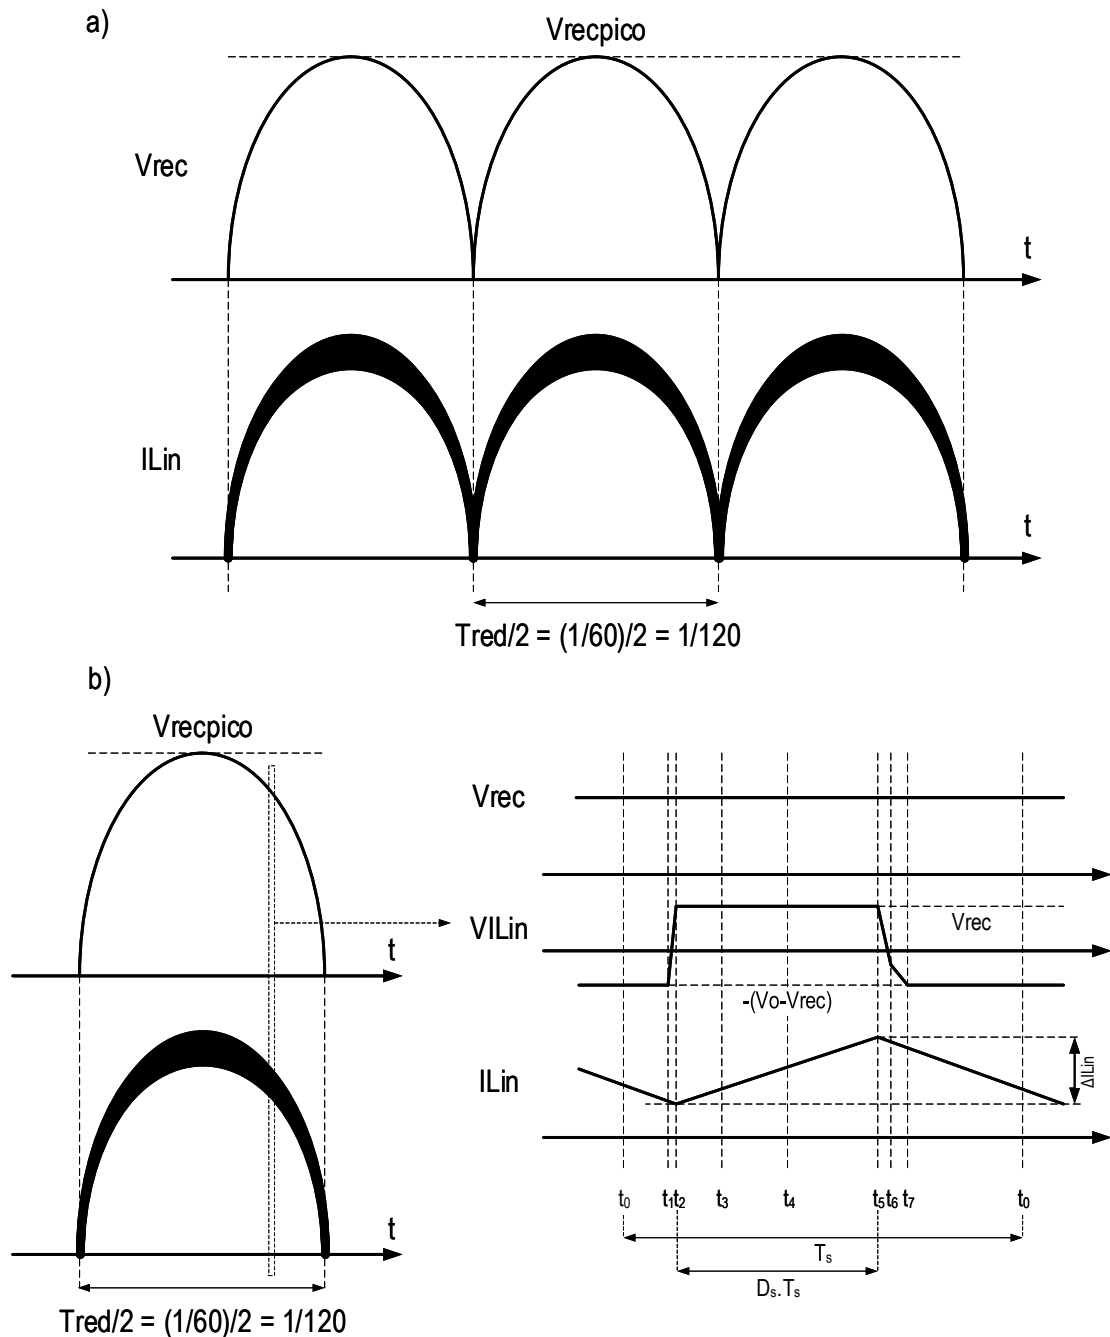 a)
Vrecpico
Vrec
t
ILin
t
Tred/2 = (1/60)/2 = 1/120
b)
Vrecpico
t
t
Tred/2 = (1/60)/2 = 1/120
Vrec
VILin
Vrec
-(Vo-Vrec)
ILin
ΔILin
t₀ t₁ t₂ t₃ t₄ t₅ t₆ t₇ t₀
Tₛ
Dₛ.Tₛ